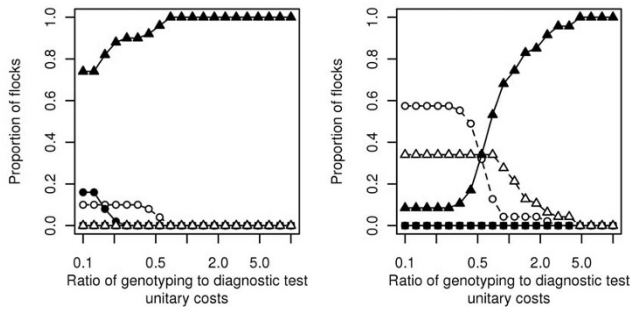 Proportion of flocks
1.0
0.8
0.6
0.4
0.2
0.0
0.1 0.5 2.0 5.0
Ratio of genotyping to diagnostic test
unitary costs
Proportion of flocks
1.0
0.8
0.6
0.4
0.2
0.0
0.1 0.5 2.0 5.0
Ratio of genotyping to diagnostic test
unitary costs